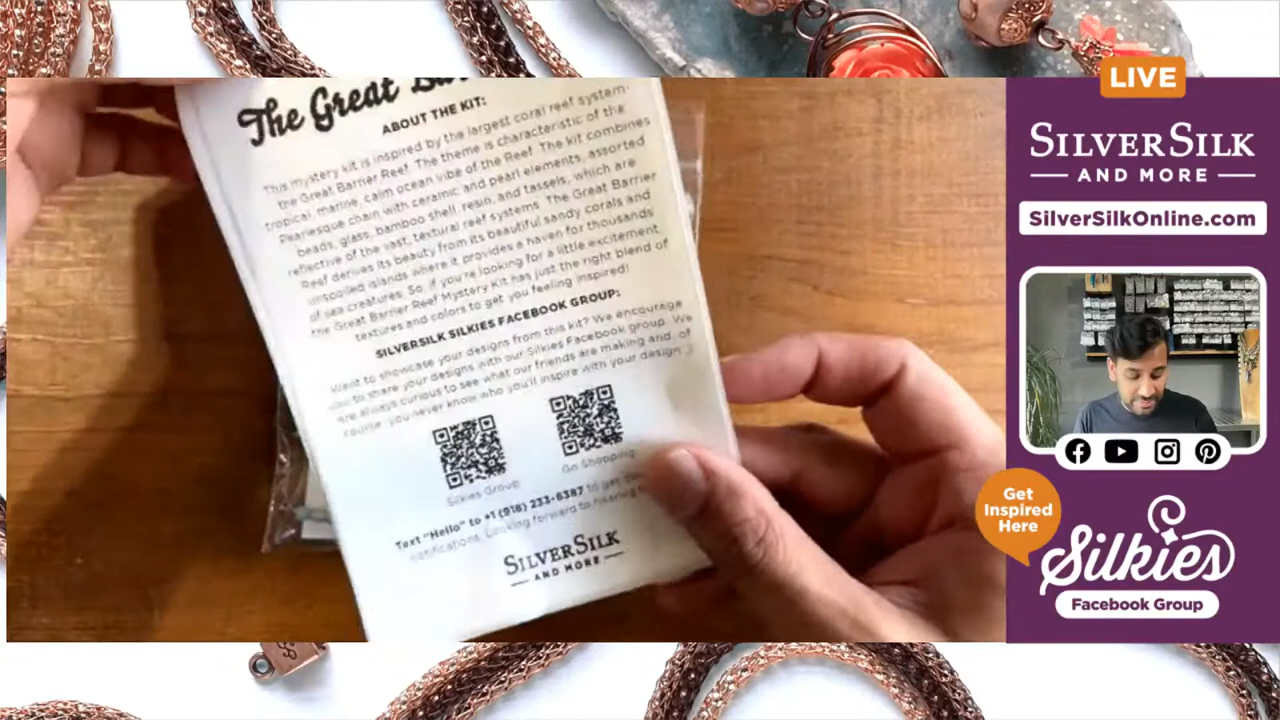 The Great
ABOUT THE KIT:
This mystery kit is inspired by the largest coral reef system-
the Great Barrier Reef. The theme is characteristic of the
tropical, marine, calm ocean vibe of the Reef. The kit combines
Pearlesque chain with ceramic and pearl elements, assorted
beads, glass, bamboo shell, resin, and tassels, which are
reflective of the vast, textural reef systems. The Great Barrier
Reef derives its beauty from its beautiful sandy corals and
unspoiled islands where it provides a haven for thousands
of sea creatures. So, if you're looking for a little excitement,
the Great Barrier Reef Mystery Kit has just the right blend of
textures and colors to get you feeling inspired!
SILVERSILK SILKIES FACEBOOK GROUP:
Want to showcase your designs from this kit? We encourage
you to share your designs with our Silkies Facebook group. We
are always curious to see what our friends are making and of
course you never know who you'll inspire with your design
Silkies Group
Go Shopping
Text "Hello" to +1 (918) 233-6387 to get
notifications. Looking forward to hearing
SILVERSILK
AND MORE
LIVE
SILVERSILK
AND MORE
SilverSilkOnline.com
Get
Inspired
Here
Silkies
Facebook Group